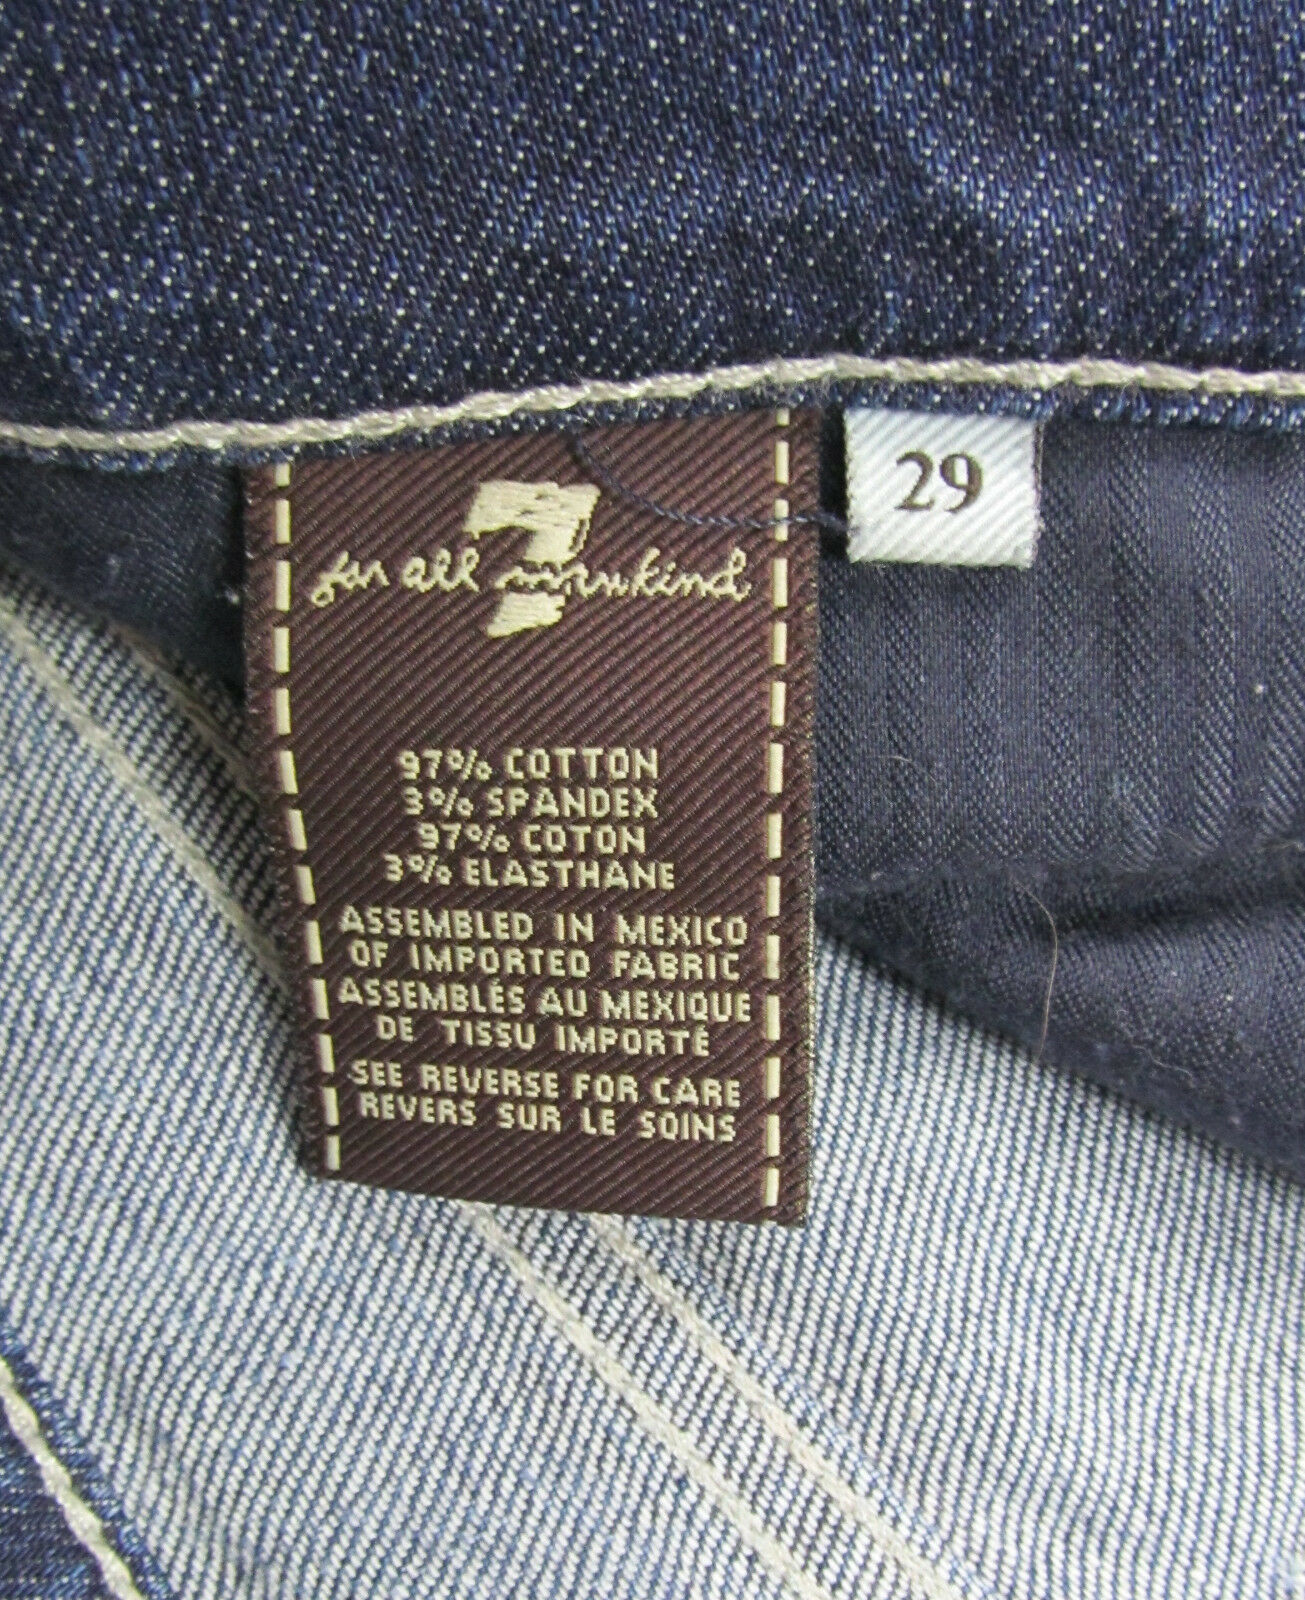 7
for all mankind
29
97% COTTON
3% SPANDEX
97% COTON
3% ELASTHANE
ASSEMBLED IN MEXICO
OF IMPORTED FABRIC
ASSEMBLÉS AU MEXIQUE
DE TISSU IMPORTÉ
SEE REVERSE FOR CARE
REVERS SUR LE SOINS